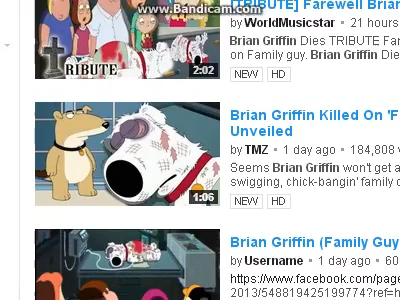 www.Bandicam.com
[TRIBUTE] Farewell Bria
by WorldMusicstar • 21 hours
Brian Griffin Dies TRIBUTE Fa
on Family guy. Brian Griffin Die
RIBUTE
2:02
NEW HD
Brian Griffin Killed On 'F
Unveiled
by TMZ • 1 day ago • 184,808 v
Seems Brian Griffin won't get a
swigging, chick-bangin' family d
1:06
NEW HD
Brian Griffin (Family Guy
by Username • 1 day ago • 60
https://www.facebook.com/page
2013/548819425199774?ref=h